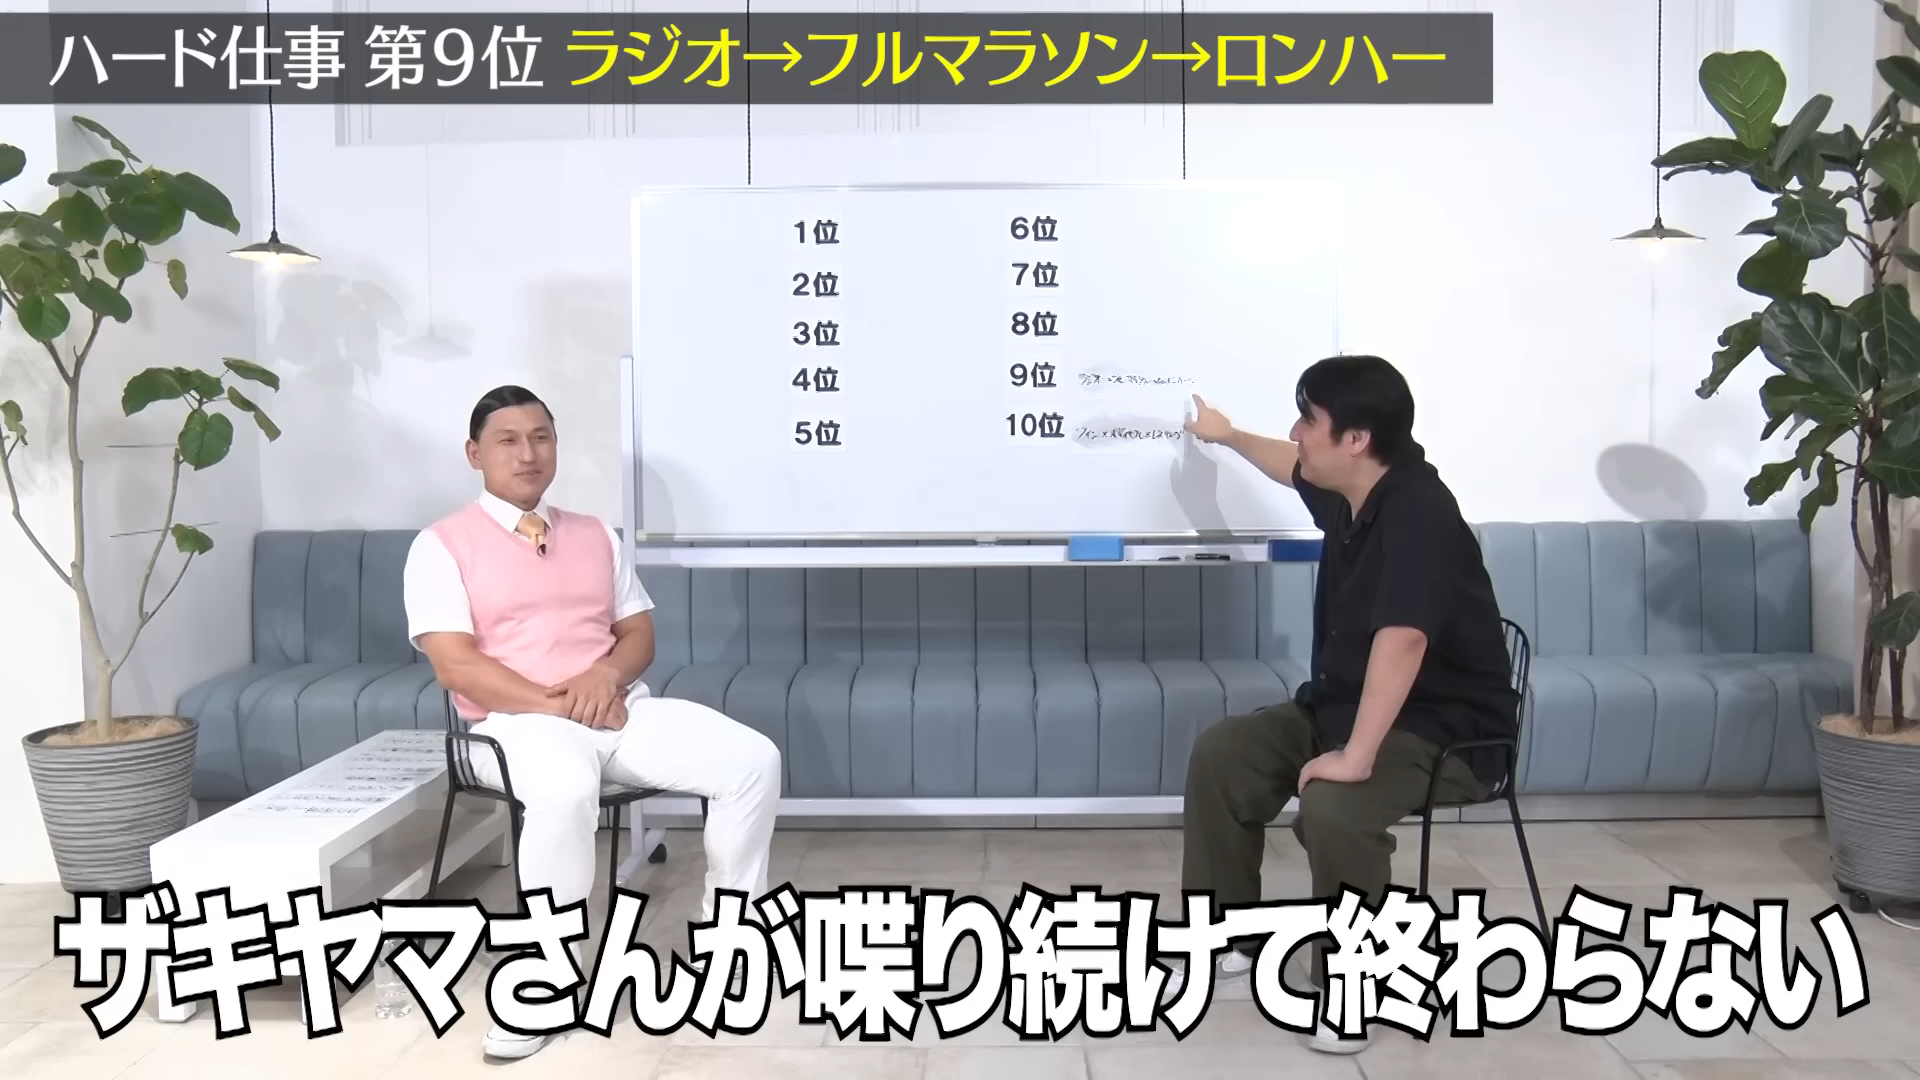 ハード仕事 第9位 ラジオ→フルマラソン→ロンハー
1位
2位
3位
4位
5位
6位
7位
8位
9位
10位
ザキヤマさんが喋り続けて終わらない